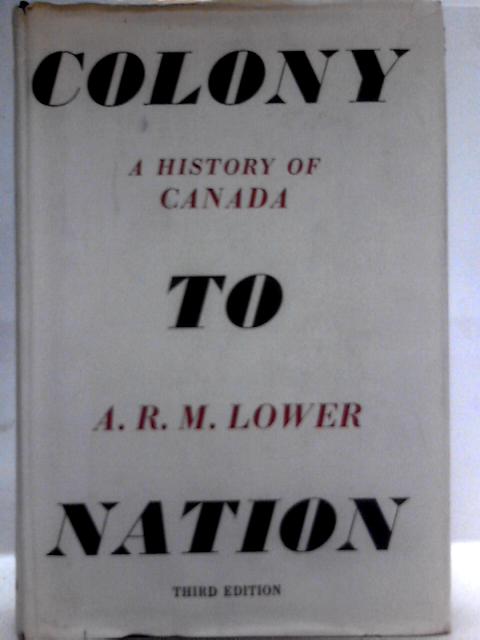 COLONY
A HISTORY OF
CANADA
TO
A. R. M. LOWER
NATION
THIRD EDITION